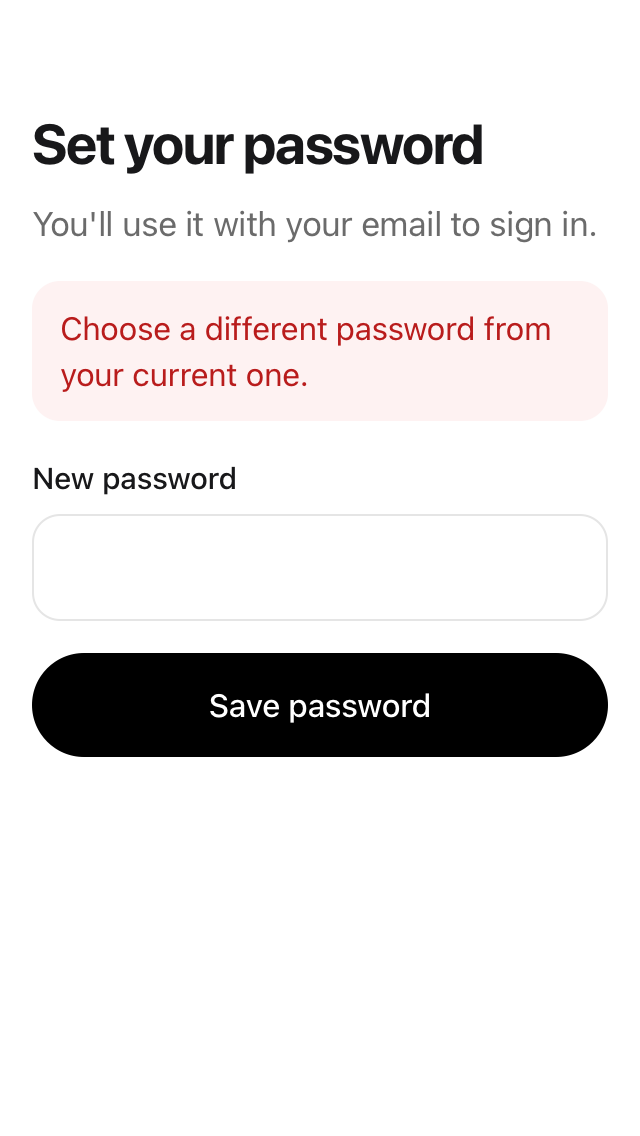 Set your password
You'll use it with your email to sign in.
Choose a different password from
your current one.
New password
Save password